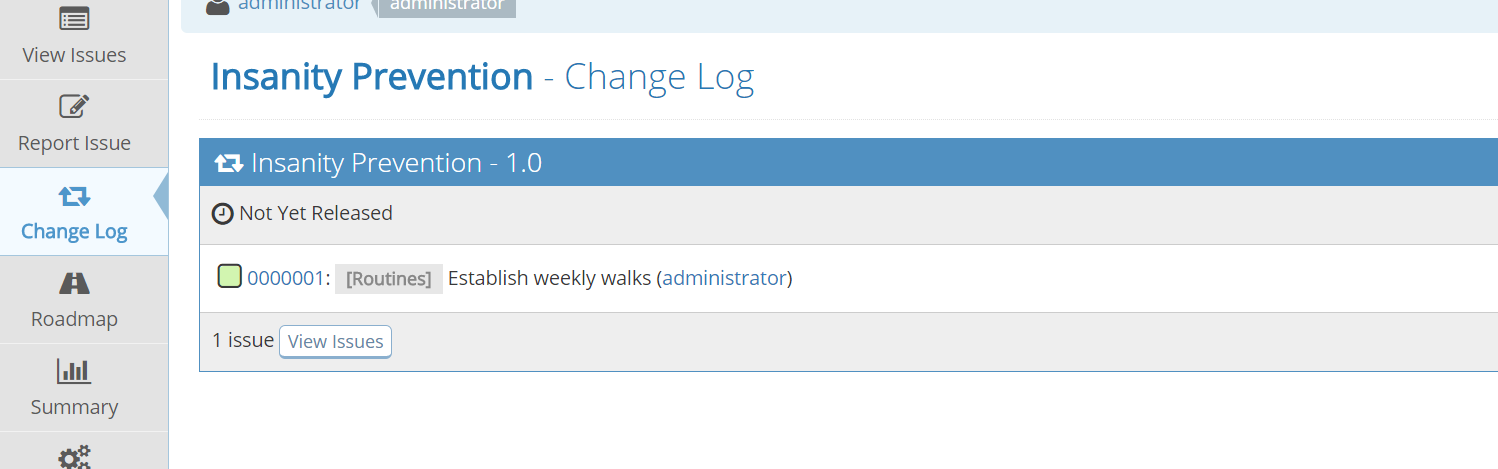 administrator administrator
View Issues
Insanity Prevention - Change Log
Report Issue
Insanity Prevention - 1.0
Not Yet Released
Change Log
0000001: [Routines] Establish weekly walks (administrator)
Roadmap
1 issue View Issues
Summary